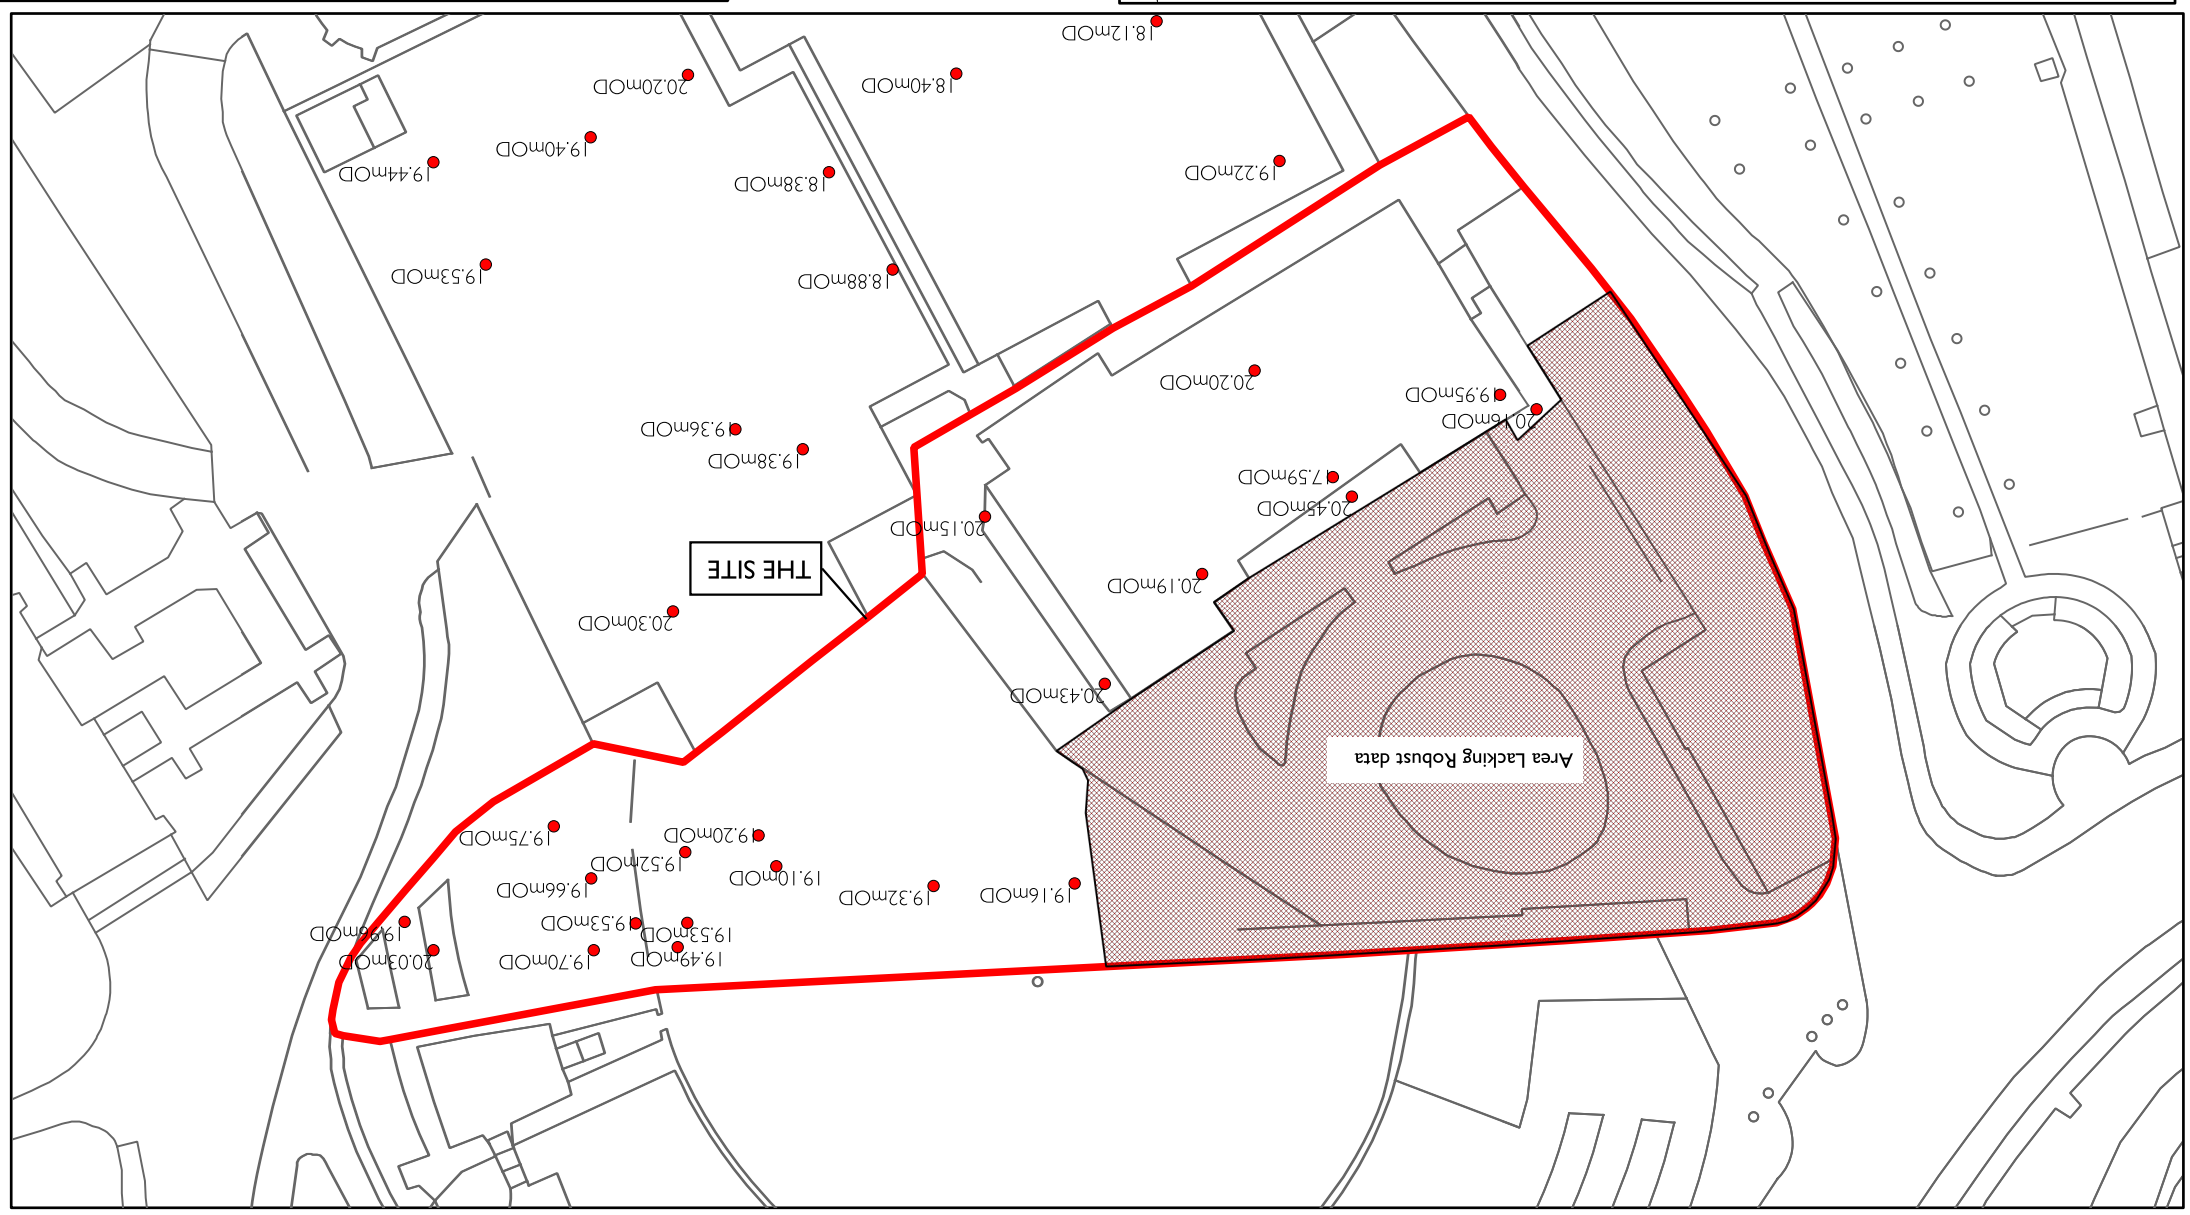 19.49mOD
19.70mOD
20.03mOD
19.53mOD
19.53mOD
19.96mOD
19.16mOD
19.32mOD
19.66mOD
19.10mOD
19.52mOD
19.20mOD
19.75mOD
Area Lacking Robust data
20.43mOD
20.30mOD
20.19mOD
THE SITE
20.15mOD
20.45mOD
17.59mOD
19.38mOD
19.36mOD
20.16mOD
19.95mOD
20.20mOD
18.88mOD
19.53mOD
18.38mOD
19.22mOD
19.44mOD
19.40mOD
18.40mOD
20.20mOD
18.12mOD